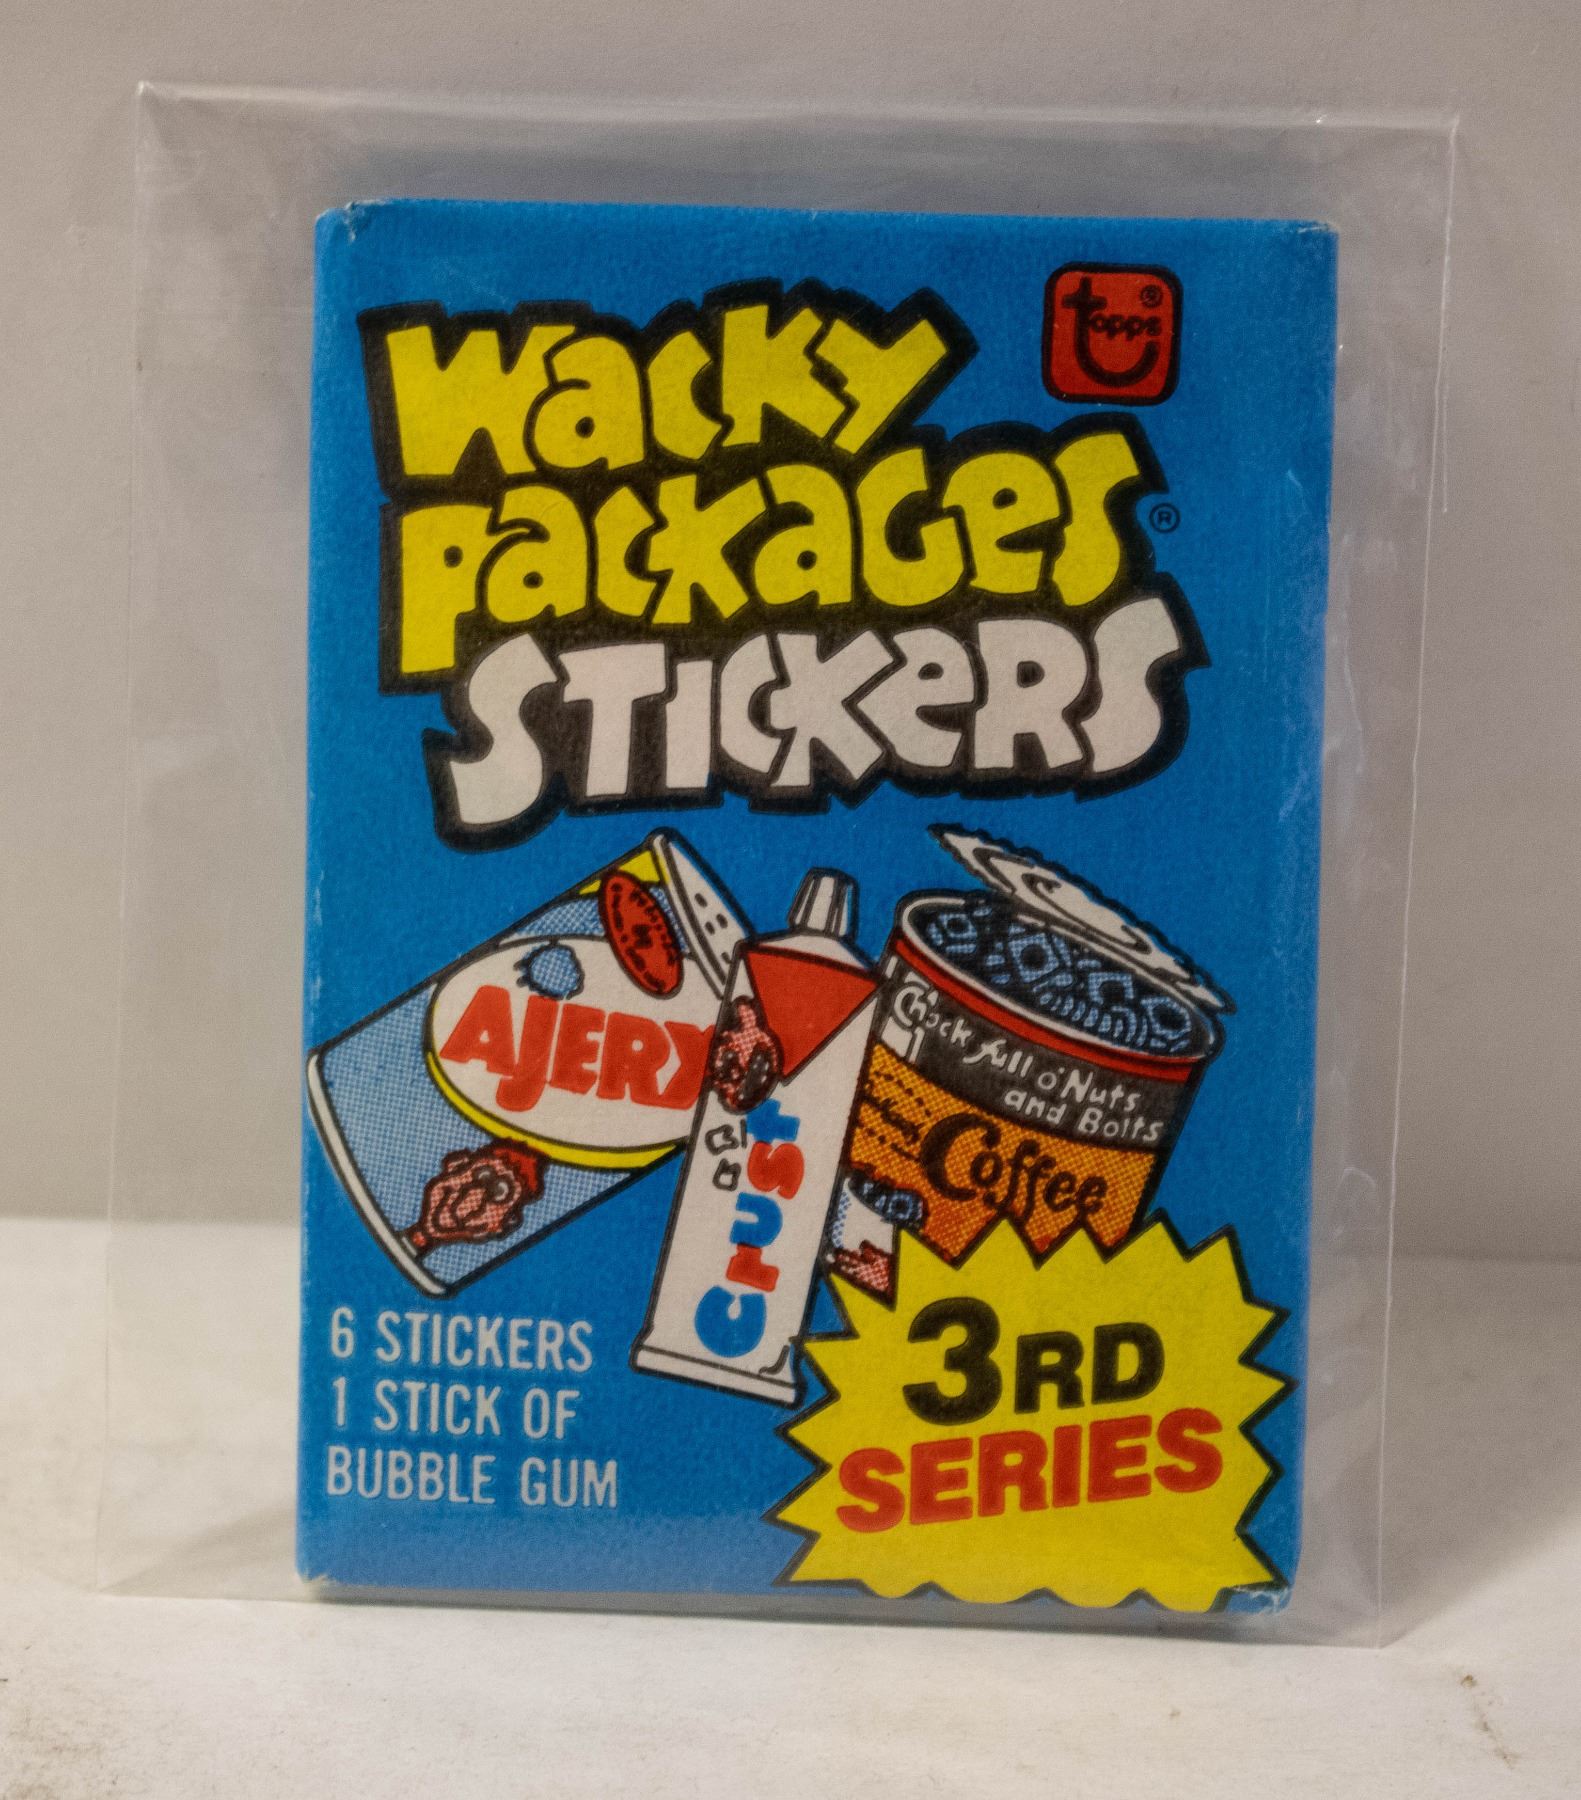 Wacky
Packages®
STICKERS
topps®
AJERX
Crust
Chock full o' Nuts
and Bolts
Coffee
6 STICKERS
1 STICK OF
BUBBLE GUM
3RD
SERIES